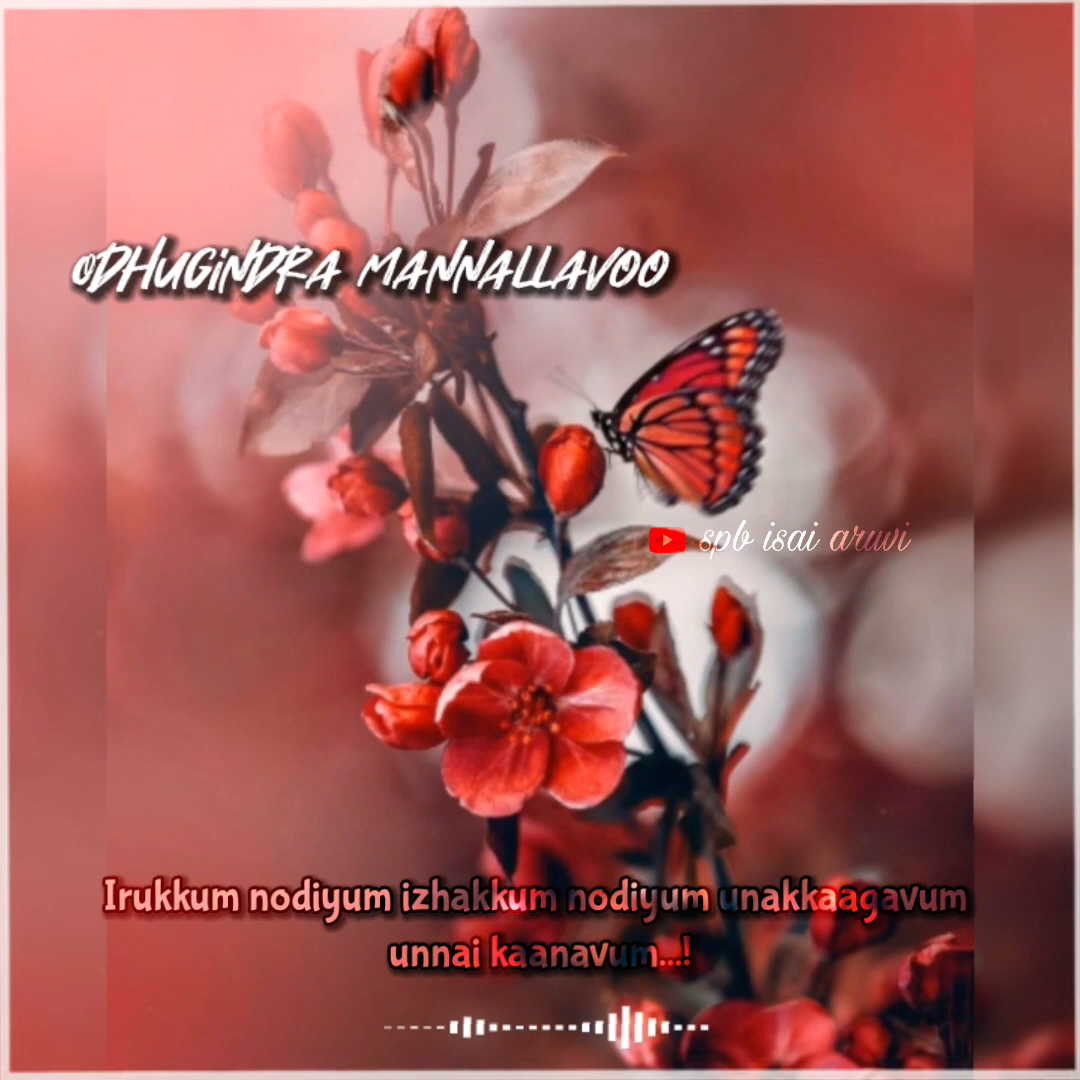 oDHUGiNDRA MANNALLAVOO
spb isai aruvi
Irukkum nodiyum izhakkum nodiyum unakkaagavum
unnai kaanavum...!